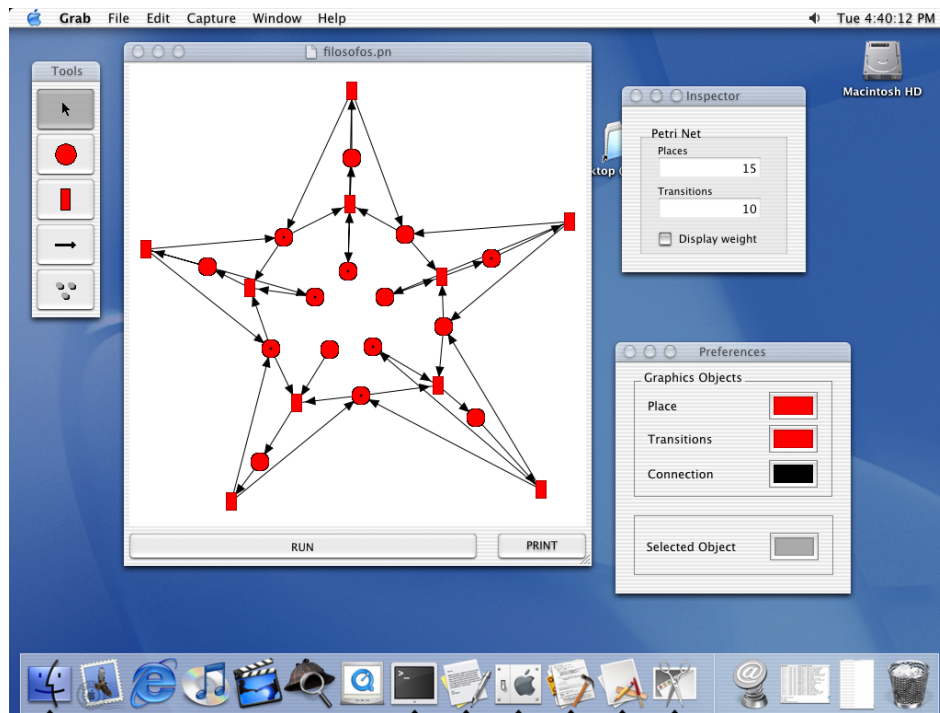 Grab File Edit Capture Window Help
Tue 4:40:12 PM
Tools
filosofos.pn
RUN
PRINT
Macintosh HD
ktop (
Inspector
Petri Net
Places
15
Transitions
10
Display weight
Preferences
Graphics Objects
Place
Transitions
Connection
Selected Object